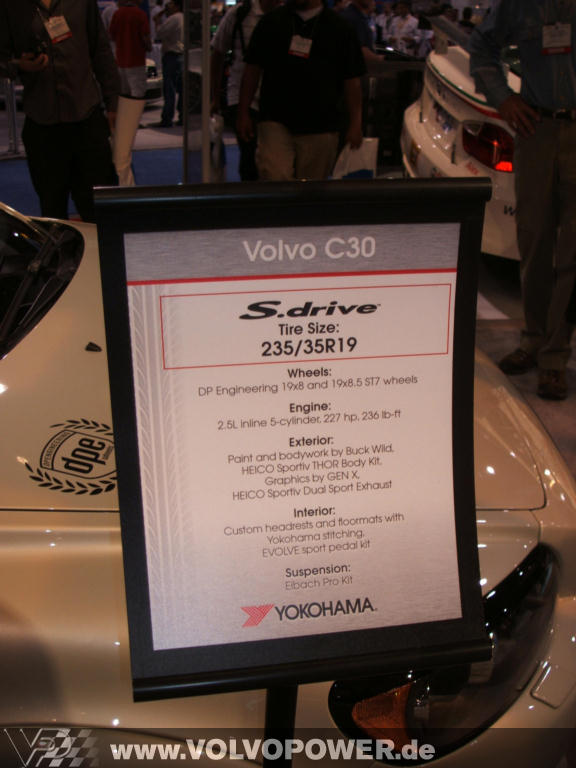 Volvo C30
S.drive
Tire Size:
235/35R19
Wheels:
DP Engineering 19x8 and 19x8.5 ST7 wheels
Engine:
2.5L inline 5-cylinder, 227 hp, 236 lb-ft
Exterior:
Paint and bodywork by Buck Wild,
HEICO Sportiv THOR Body Kit,
Graphics by GEN X,
HEICO Sportiv Dual Sport Exhaust
Interior:
Custom headrests and floormats with
Yokohama stitching,
EVOLVE sport pedal kit
Suspension:
Eibach Pro Kit
YOKOHAMA
dpe
www.VOLVOPOWER.de